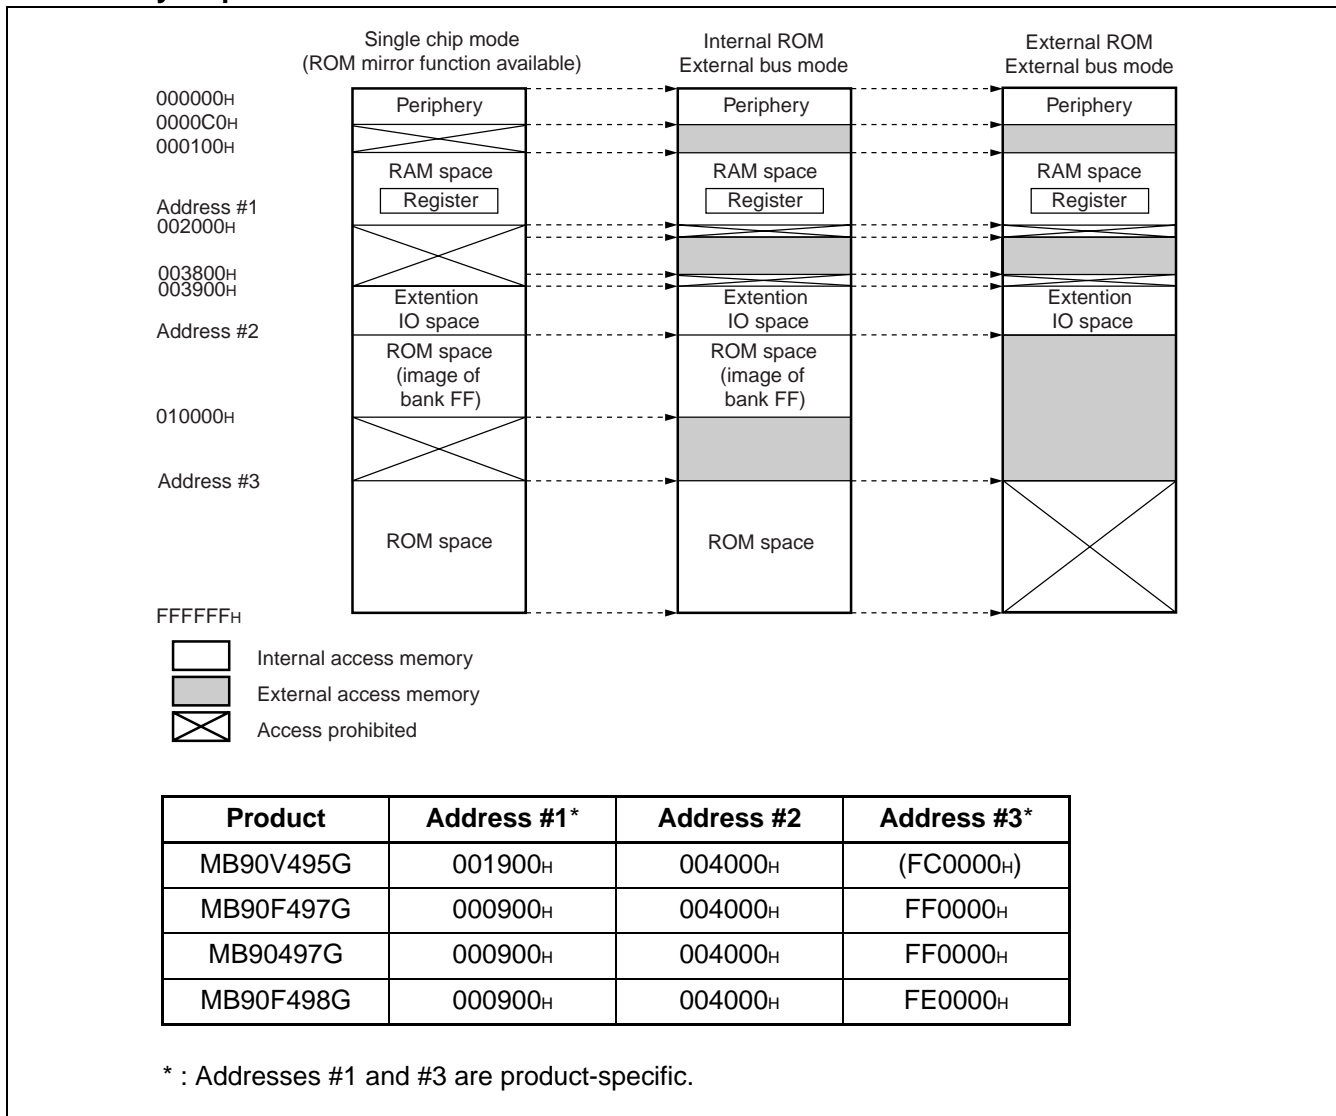 Single chip mode
(ROM mirror function available)
Internal ROM
External bus mode
External ROM
External bus mode
000000H
0000C0H
000100H
Address #1
002000H
003800H
003900H
Address #2
010000H
Address #3
FFFFFFH
Periphery
RAM space
Register
Extention
IO space
ROM space
(image of
bank FF)
ROM space
Periphery
RAM space
Register
Extention
IO space
ROM space
(image of
bank FF)
ROM space
Periphery
RAM space
Register
Extention
IO space
Internal access memory
External access memory
Access prohibited
Product Address #1* Address #2 Address #3*
MB90V495G 001900H 004000H (FC0000H)
MB90F497G 000900H 004000H FF0000H
MB90497G 000900H 004000H FF0000H
MB90F498G 000900H 004000H FE0000H
* : Addresses #1 and #3 are product-specific.